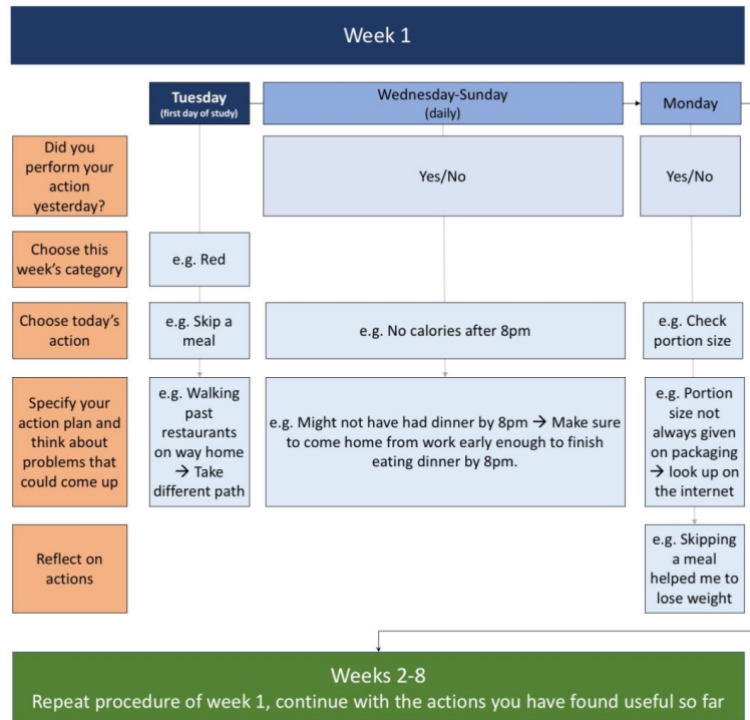 Week 1
Tuesday
(first day of study)
Wednesday-Sunday
(daily)
Monday
Did you
perform your
action
yesterday?
Yes/No
Yes/No
Choose this
week's category
e.g. Red
Choose today's
action
e.g. Skip a
meal
e.g. No calories after 8pm
e.g. Check
portion size
Specify your
action plan and
think about
problems that
could come up
e.g. Walking
past
restaurants
on way home
→ Take
different path
e.g. Might not have had dinner by 8pm → Make sure
to come home from work early enough to finish
eating dinner by 8pm.
e.g. Portion
size not
always given
on packaging
→ look up on
the internet
Reflect on
actions
e.g. Skipping
a meal
helped me to
lose weight
Weeks 2-8
Repeat procedure of week 1, continue with the actions you have found useful so far